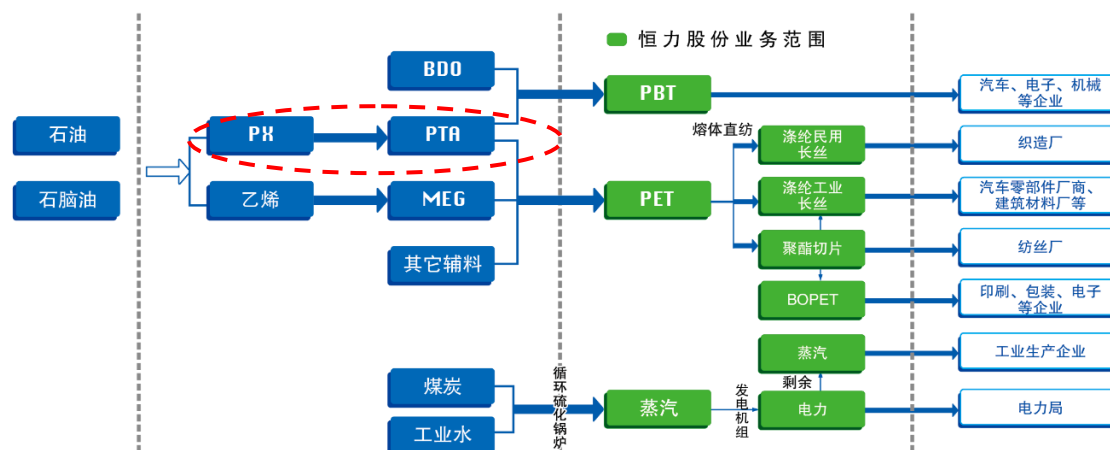 恒力股份业务范围
BDO
PBT
汽车、电子、机械
等企业
石油
PX
PTA
熔体直纺
涤纶民用
长丝
织造厂
石脑油
乙烯
MEG
PET
涤纶工业
长丝
汽车零部件厂商、
建筑材料厂等
其它辅料
聚酯切片
纺丝厂
BOPET
印刷、包装、电子
等企业
蒸汽
工业生产企业
煤炭
循环硫化锅炉
蒸汽
发电机组
剩余
电力
电力局
工业水